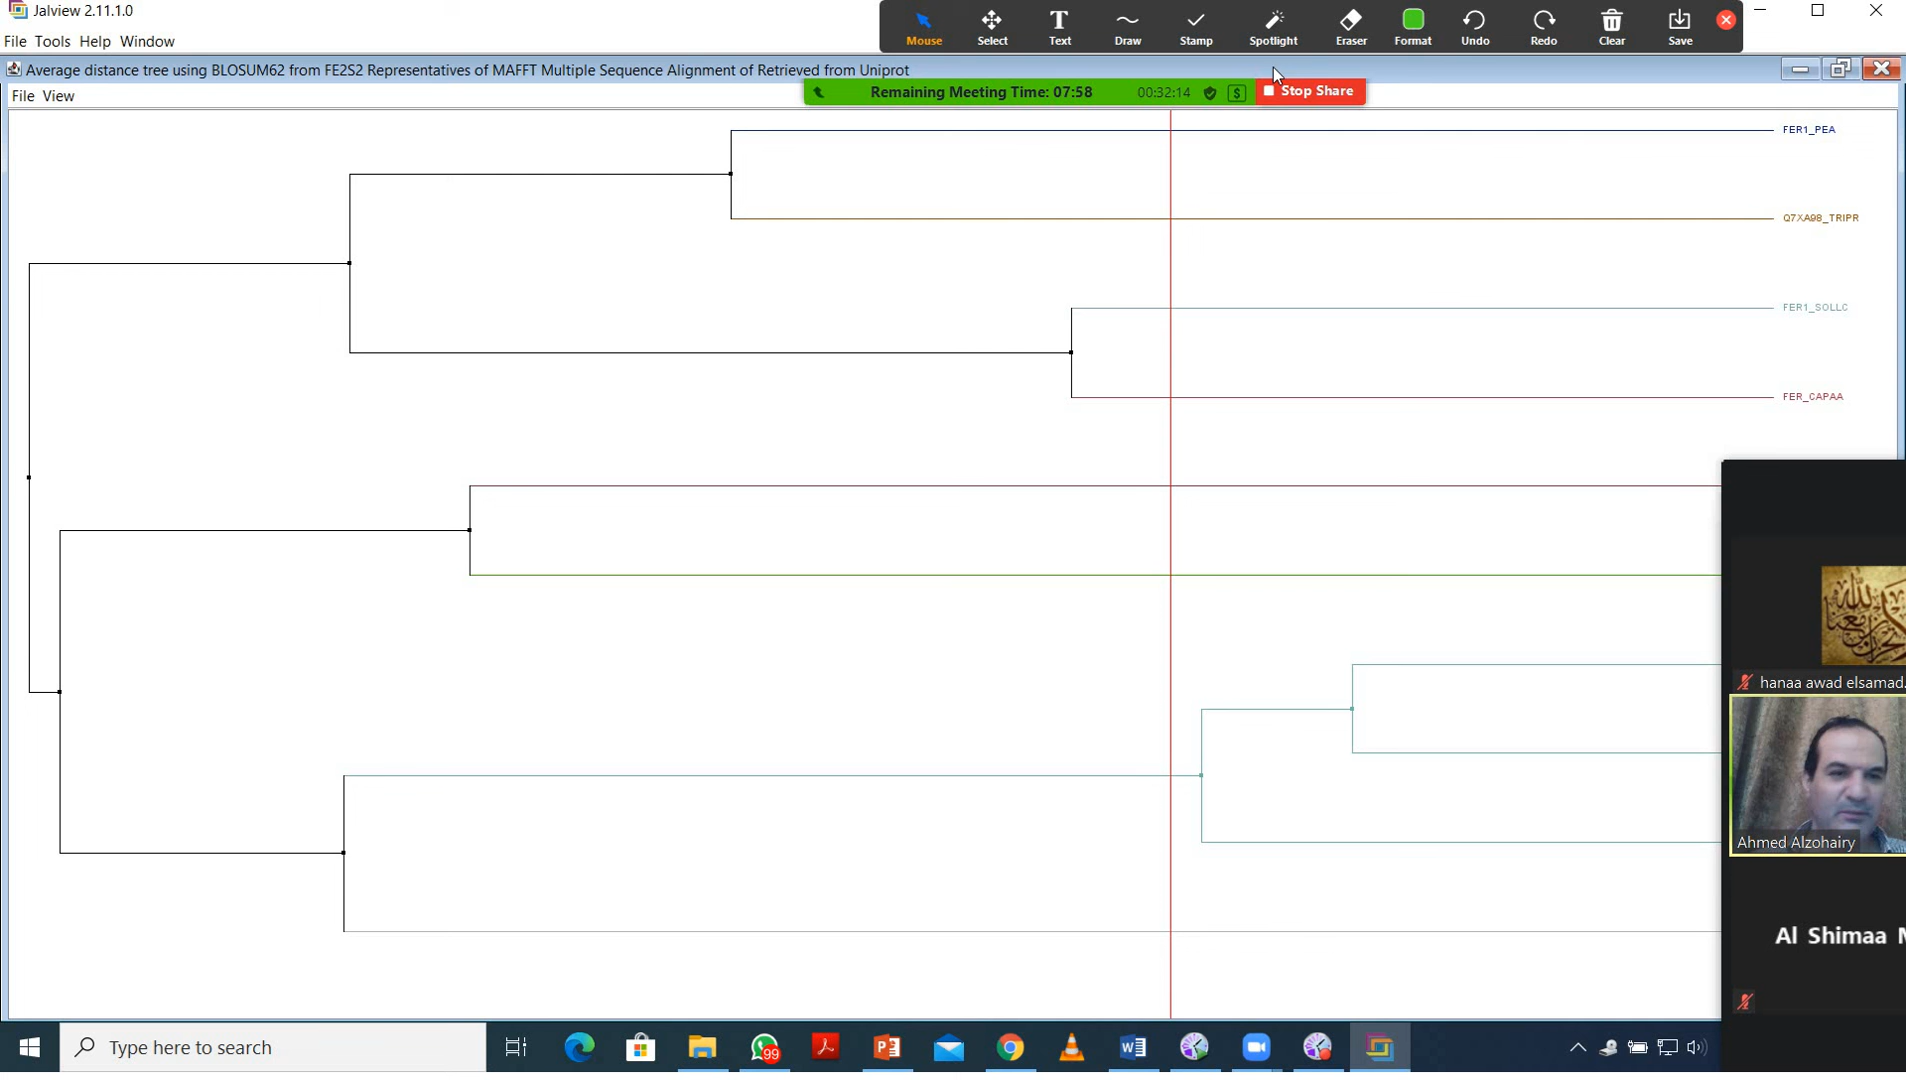 Jalview 2.11.1.0
Mouse Select Text Draw Stamp Spotlight Eraser Format Undo Redo Clear Save
File Tools Help Window
Average distance tree using BLOSUM62 from FE2S2 Representatives of MAFFT Multiple Sequence Alignment of Retrieved from Uniprot
Remaining Meeting Time: 07:58 00:32:14 $ Stop Share
File View
FER1_PEA
Q7XA98_TRIPR
FER1_SOLLC
FER_CAPAA
hanaa awad elsamad.
Ahmed Alzohairy
Al Shimaa M
Type here to search
99